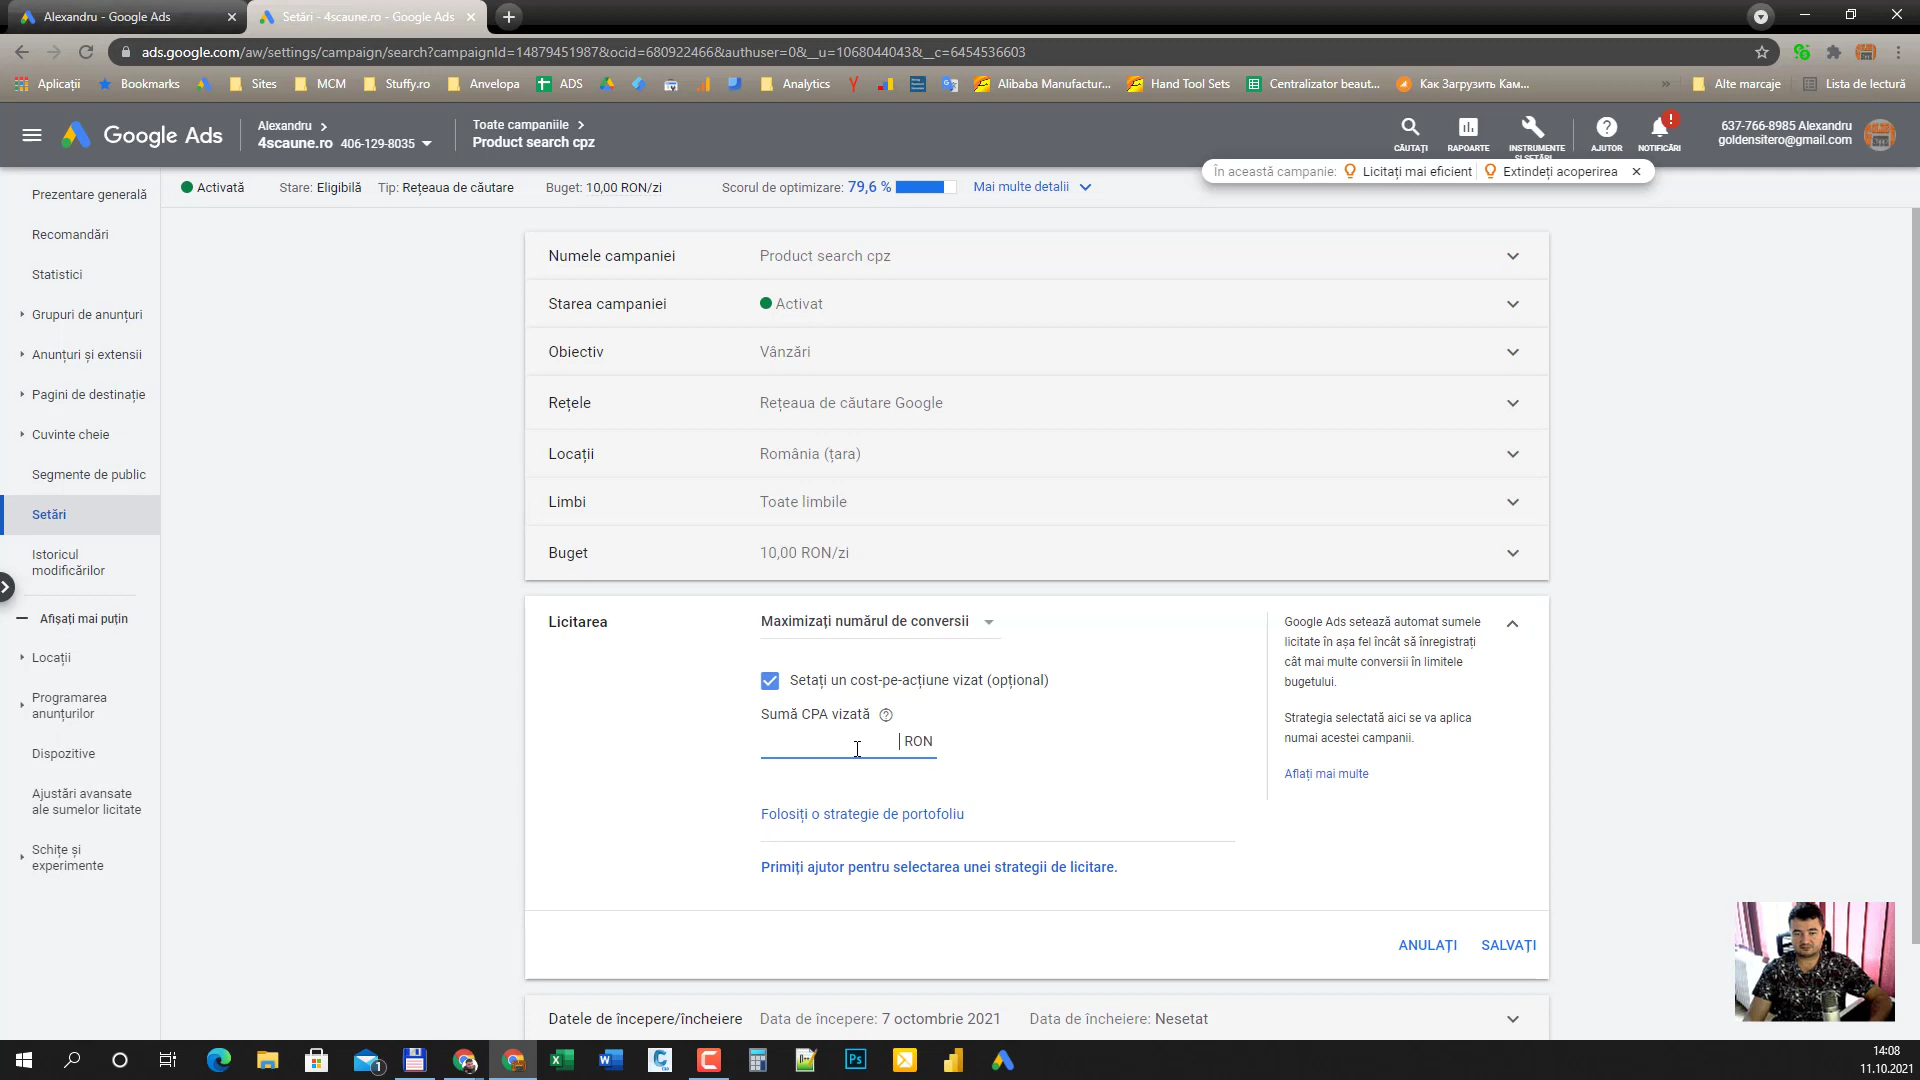 Alexandru - Google Ads
Setări - 4scaune.ro - Google Ads
ads.google.com/aw/settings/campaign/search?campaignId=14879451987&ocid=680922466&authuser=0&__u=1068044043&__c=6454536603
Aplicații
Bookmarks
Sites
MCM
Stuffy.ro
Anvelopa
ADS
Analytics
Alibaba Manufactur...
Hand Tool Sets
Centralizator beaut...
Как Загрузить Кам...
»
Alte marcaje
Lista de lectură
Google Ads
Alexandru
4scaune.ro 406-129-8035
Toate campaniile
Product search cpz
CĂUTAȚI
RAPOARTE
INSTRUMENTE
ȘI SETĂRI
AJUTOR
NOTIFICĂRI
637-766-8985 Alexandru
goldensitero@gmail.com
În această campanie: Licitați mai eficient Extindeți acoperirea
Activată Stare: Eligibilă Tip: Rețeaua de căutare Buget: 10,00 RON/zi Scorul de optimizare: 79,6 % Mai multe detalii
Prezentare generală
Recomandări
Statistici
Grupuri de anunțuri
Anunțuri și extensii
Pagini de destinație
Cuvinte cheie
Segmente de public
Setări
Istoricul
modificărilor
Afișați mai puțin
Locații
Programarea
anunțurilor
Dispozitive
Ajustări avansate
ale sumelor licitate
Schițe și
experimente
Numele campaniei Product search cpz
Starea campaniei Activat
Obiectiv Vânzări
Rețele Rețeaua de căutare Google
Locații România (țara)
Limbi Toate limbile
Buget 10,00 RON/zi
Licitarea Maximizați numărul de conversii
Setați un cost-pe-acțiune vizat (opțional)
Sumă CPA vizată
RON
Folosiți o strategie de portofoliu
Primiți ajutor pentru selectarea unei strategii de licitare.
Google Ads setează automat sumele
licitate în așa fel încât să înregistrați
cât mai multe conversii în limitele
bugetului.
Strategia selectată aici se va aplica
numai acestei campanii.
Aflați mai multe
ANULAȚI SALVAȚI
Datele de începere/încheiere Data de începere: 7 octombrie 2021 Data de încheiere: Nesetat
1
Ps
14:08
11.10.2021